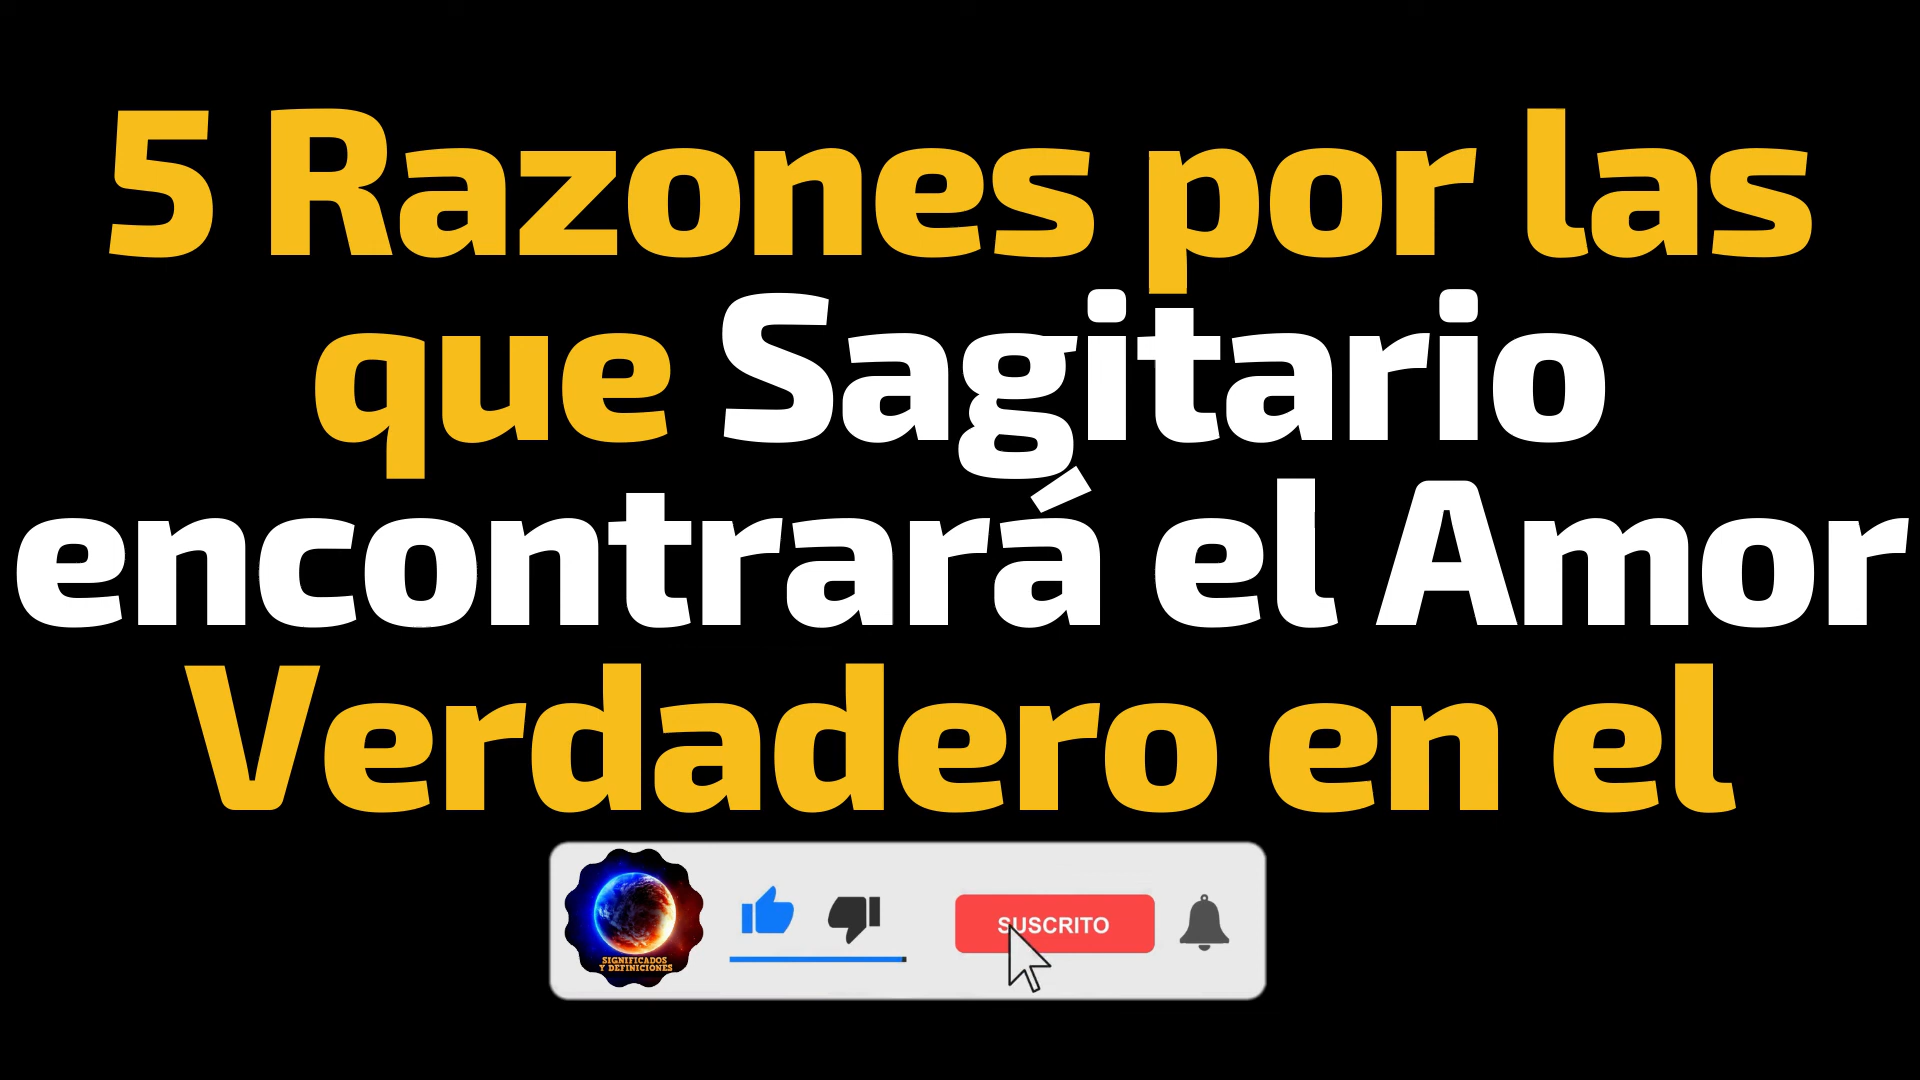 5 Razones por las
que Sagitario
encontrará el Amor
Verdadero en el
SIGNIFICADOS
Y DEFINICIONES
SUSCRITO